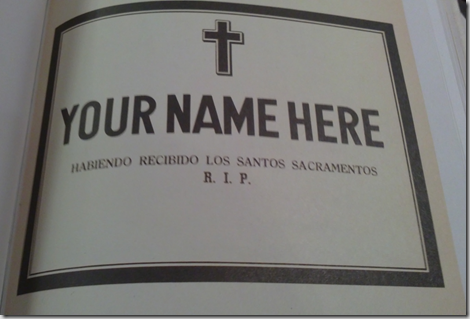 YOUR NAME HERE
HABIENDO RECIBIDO LOS SANTOS SACRAMENTOS
R. I. P.